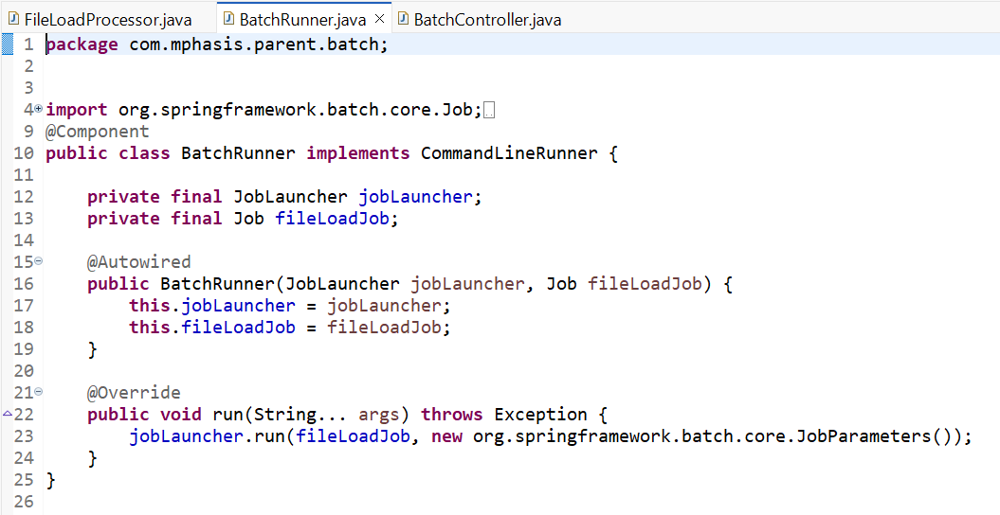 FileLoadProcessor.java BatchRunner.java × BatchController.java
1 package com.mphasis.parent.batch;
2
3
4 import org.springframework.batch.core.Job;
9 @Component
10 public class BatchRunner implements CommandLineRunner {
11
12     private final JobLauncher jobLauncher;
13     private final Job fileLoadJob;
14
15     @Autowired
16     public BatchRunner(JobLauncher jobLauncher, Job fileLoadJob) {
17         this.jobLauncher = jobLauncher;
18         this.fileLoadJob = fileLoadJob;
19     }
20
21     @Override
22     public void run(String... args) throws Exception {
23         jobLauncher.run(fileLoadJob, new org.springframework.batch.core.JobParameters());
24     }
25 }
26